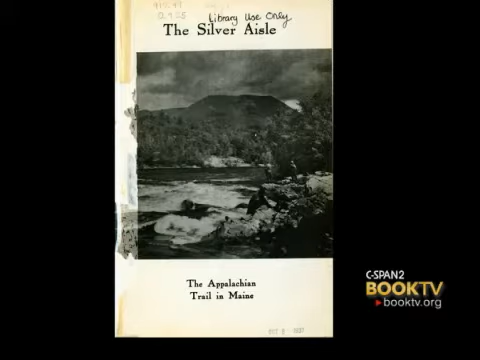 Library Use Only
The Silver Aisle
The Appalachian
Trail in Maine
C-SPAN2
BOOKTV
booktv.org